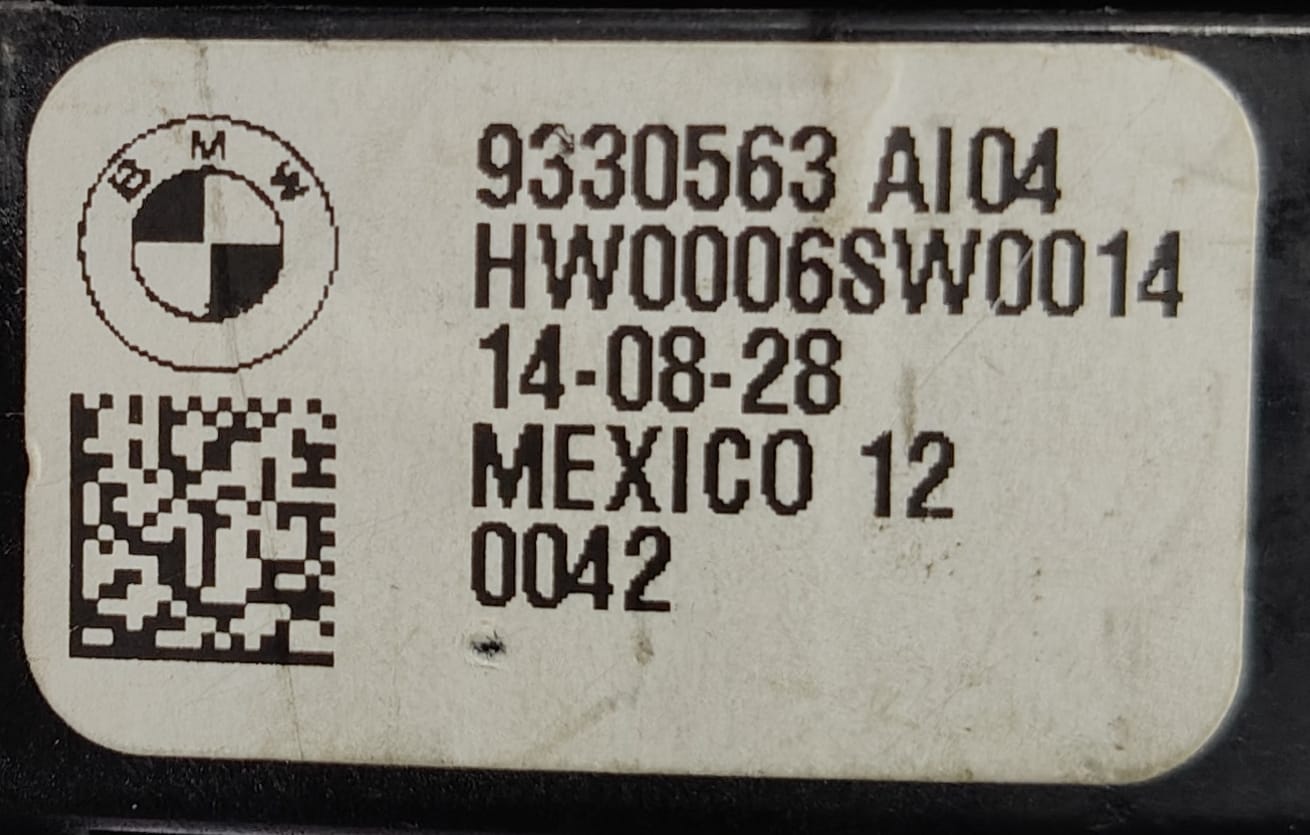 BMW
9330563 AI04
HW0006SW0014
14-08-28
MEXICO 12
0042